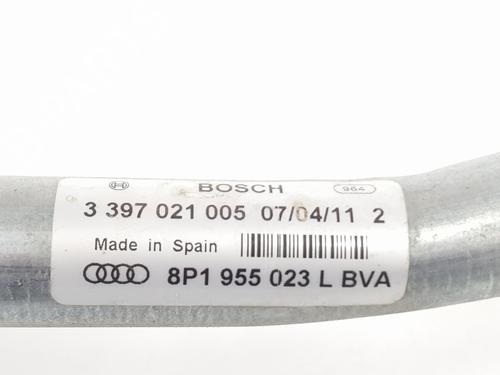 BOSCH 964
3 397 021 005 07/04/11 2
Made in Spain
8P1 955 023 L BVA